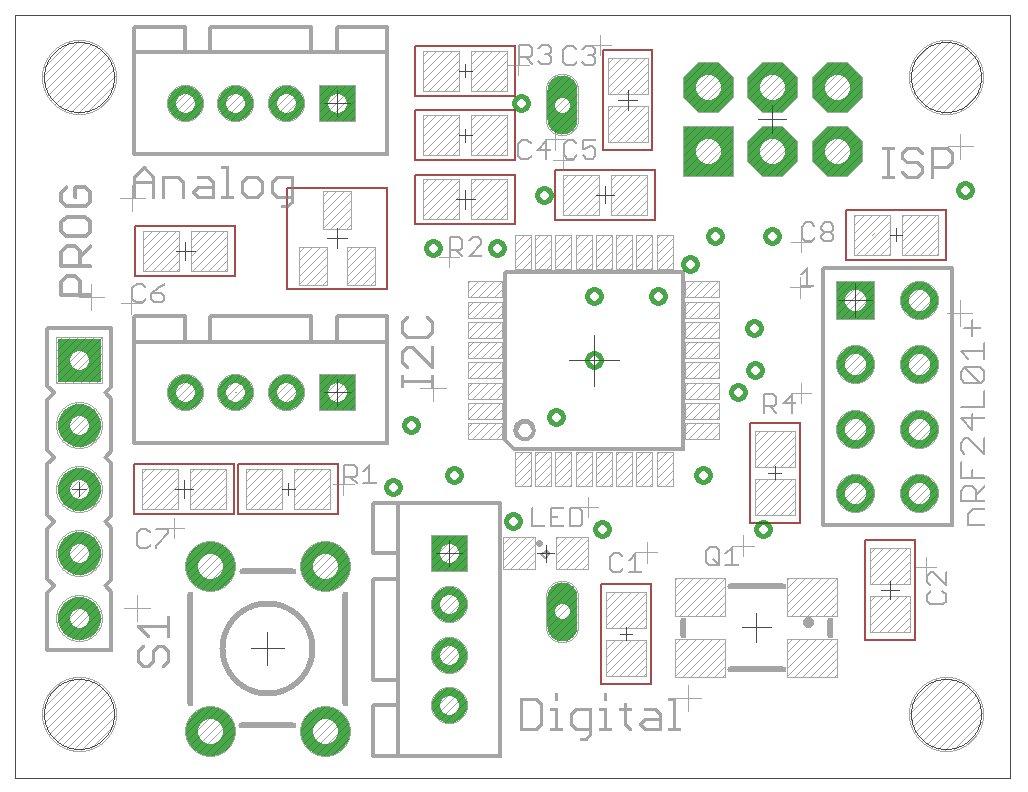 R3
C3
C4
C5
ISP
Analog
PROG
R2
C8
C6
1
I2C
R4
nRF24L01+
R1
C7
LED
C1
Q1
C2
S1
Digital